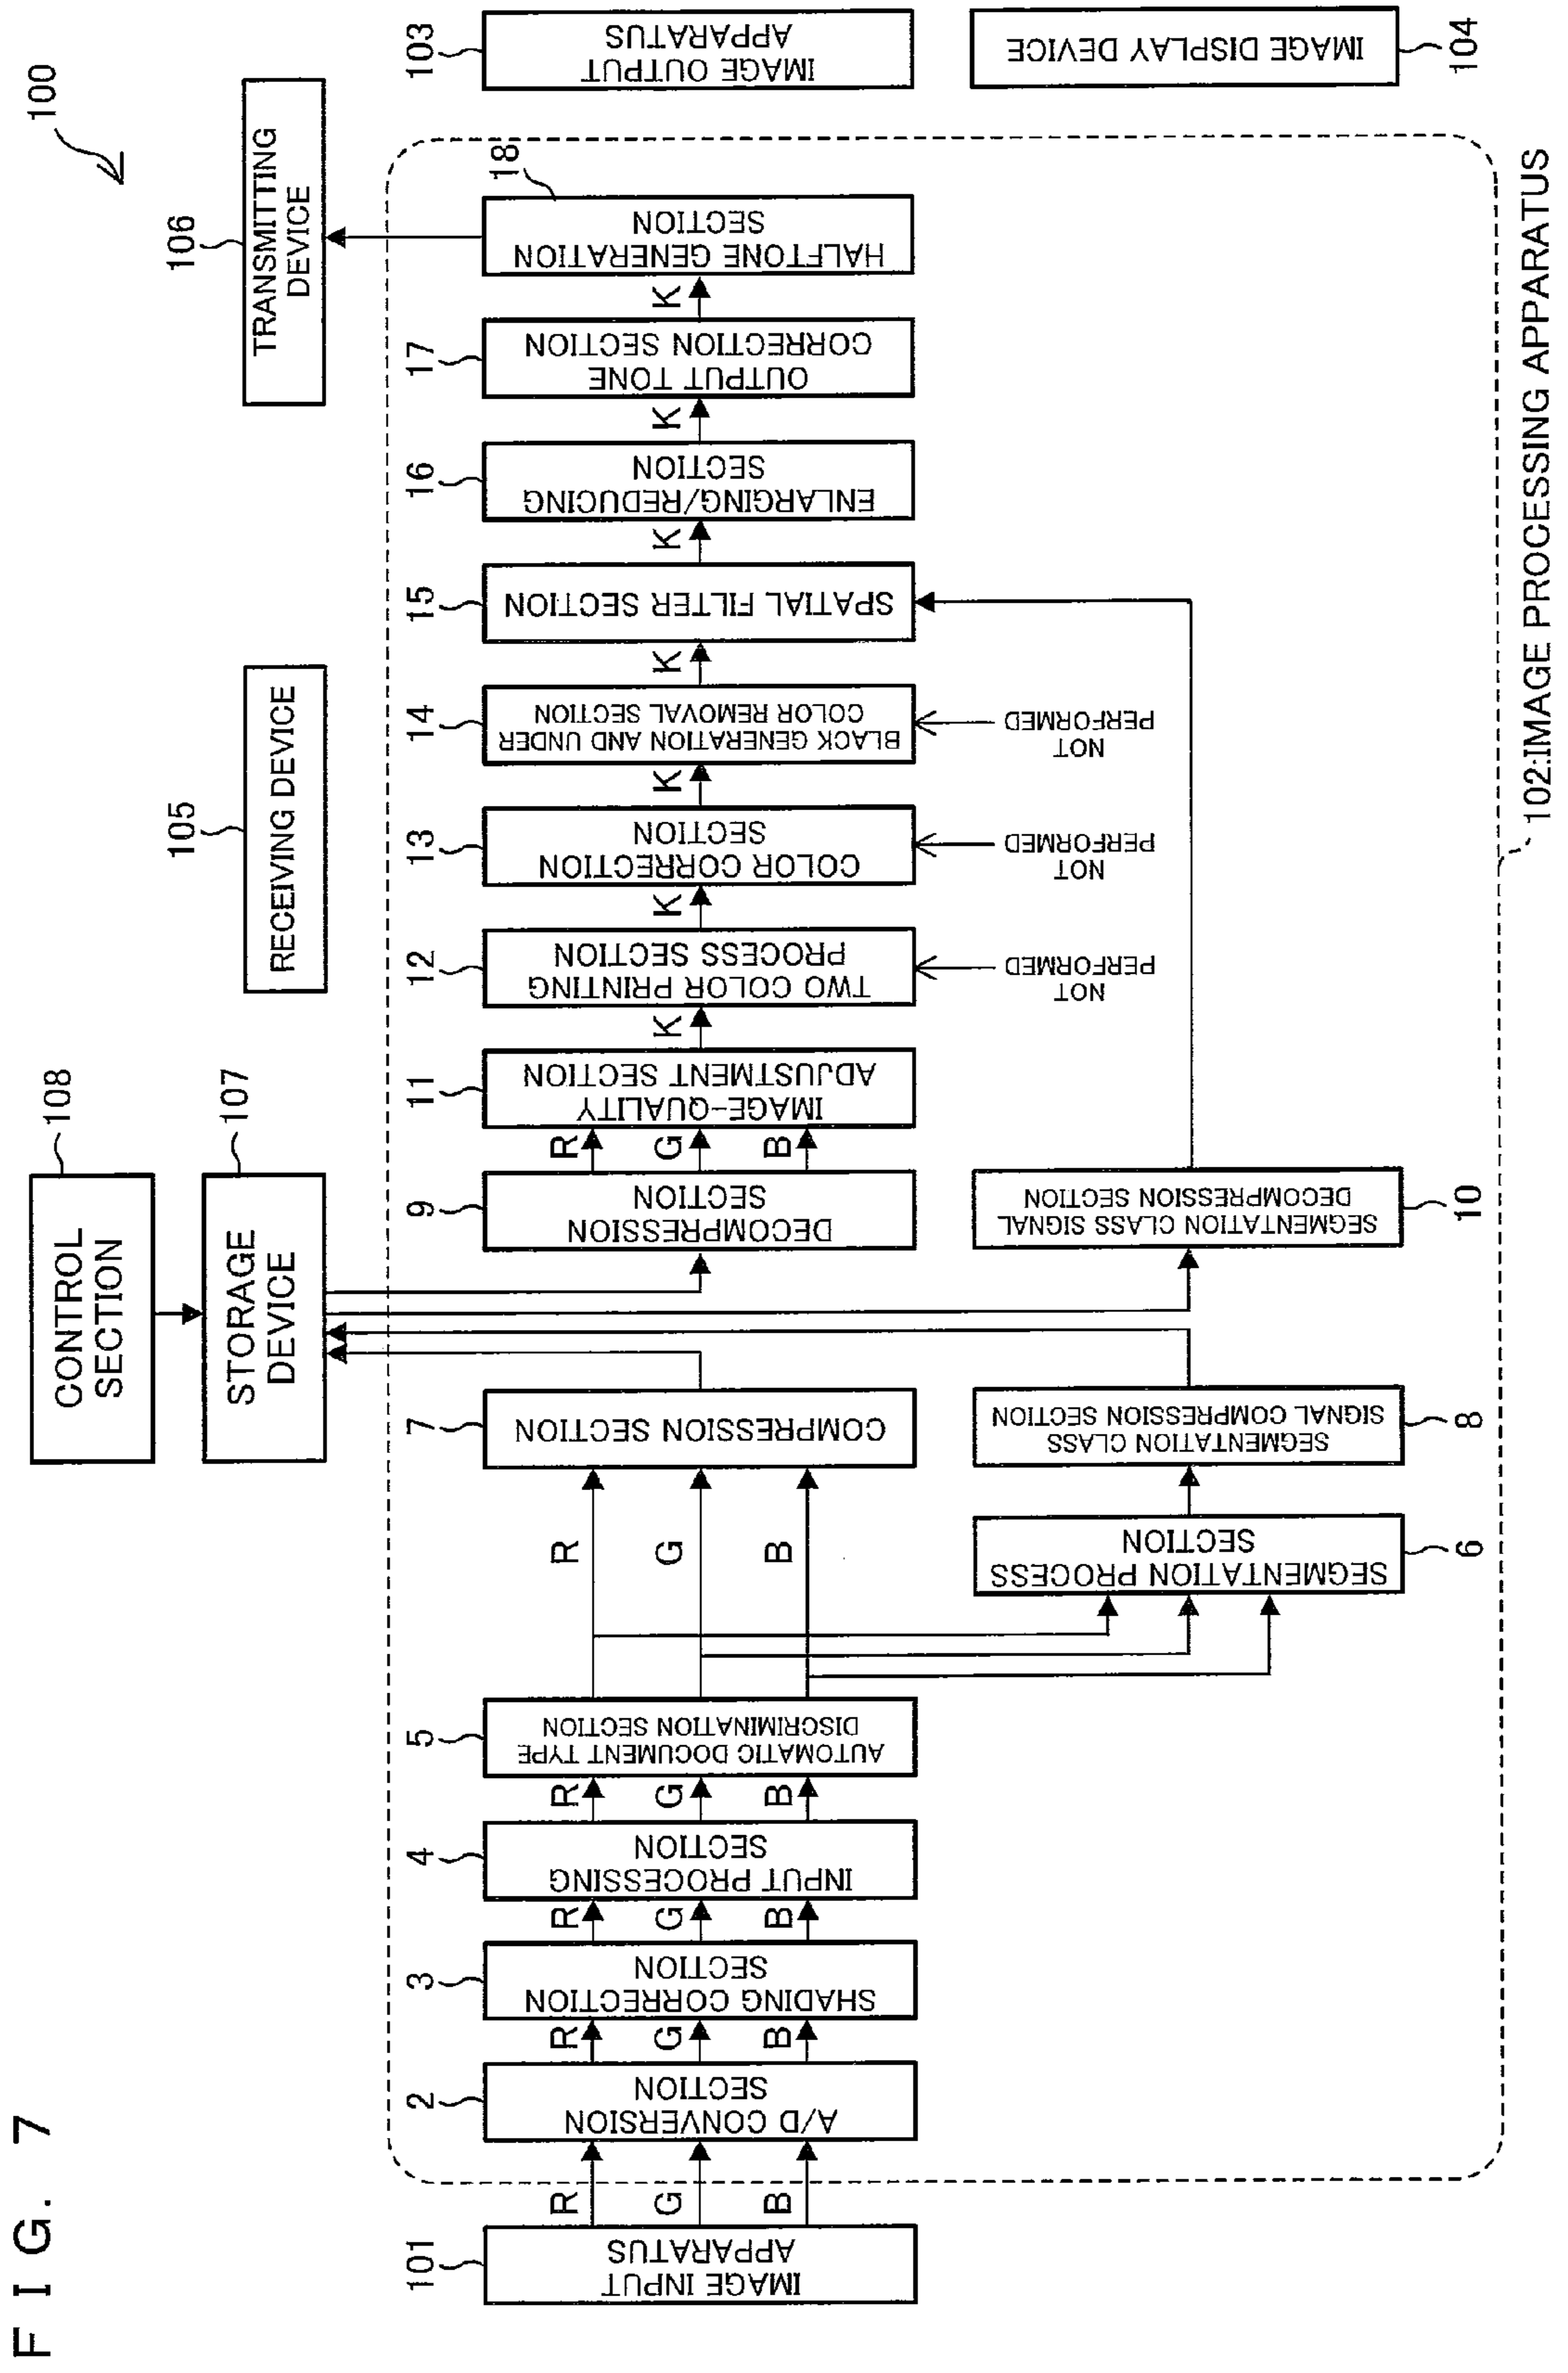 FIG. 7
100
CONTROL
SECTION
108
STORAGE
DEVICE
107
RECEIVING DEVICE
105
TRANSMITTING
DEVICE
106
101
IMAGE INPUT
APPARATUS
R
G
B
2
A/D CONVERSION
SECTION
R
G
B
3
SHADING CORRECTION
SECTION
R
G
B
4
INPUT PROCESSING
SECTION
R
G
B
5
AUTOMATIC DOCUMENT TYPE
DISCRIMINATION SECTION
R
G
B
7
COMPRESSION SECTION
SEGMENTATION PROCESS
SECTION
6
SEGMENTATION CLASS
SIGNAL COMPRESSION SECTION
8
9
DECOMPRESSION
SECTION
SEGMENTATION CLASS SIGNAL
DECOMPRESSION SECTION
10
R
G
B
11
IMAGE-QUALITY
ADJUSTMENT SECTION
K
12
TWO COLOR PRINTING
PROCESS SECTION
NOT
PERFORMED
K
13
COLOR CORRECTION
SECTION
NOT
PERFORMED
K
14
BLACK GENERATION AND UNDER
COLOR REMOVAL SECTION
NOT
PERFORMED
K
15
SPATIAL FILTER SECTION
K
16
ENLARGING/REDUCING
SECTION
K
17
OUTPUT TONE
CORRECTION SECTION
K
18
HALFTONE GENERATION
SECTION
103
IMAGE OUTPUT
APPARATUS
IMAGE DISPLAY DEVICE
104
102:IMAGE PROCESSING APPARATUS